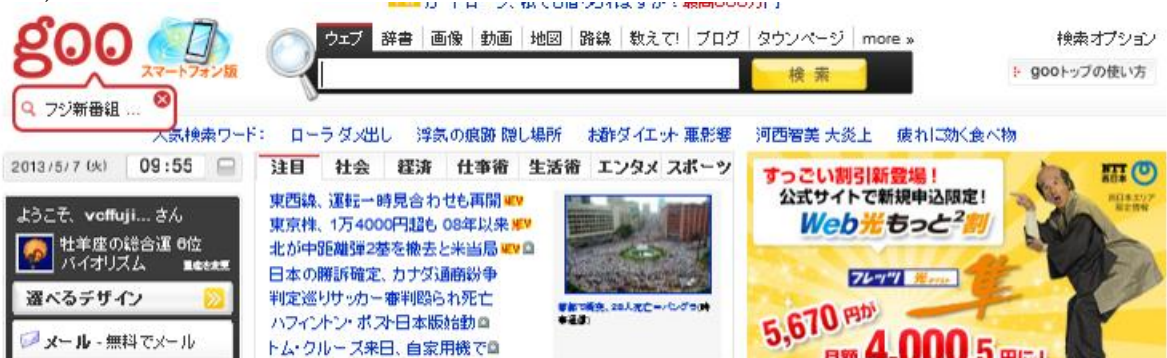 goo
スマートフォン版
フジ新番組 ...
ウェブ 辞書 画像 動画 地図 路線 教えて! ブログ タウンページ more »
検索
検索オプション
gooトップの使い方
人気検索ワード: ローラ ダメ出し 浮気の痕跡 隠し場所 お酢ダイエット 悪影響 河西智美 大炎上 疲れに効く食べ物
2013/5/7 (火) 09:55
注目 社会 経済 仕事術 生活術 エンタメ スポーツ
ようこそ、vcffuji... さん
牡羊座の総合運 6位
バイオリズム
選べるデザイン
メール - 無料でメール
東西線、運転一時見合わせも再開 NEW
東京株、1万4000円超も 08年以来 NEW
北が中距離弾2基を撤去と米当局 NEW
日本の勝訴確定、カナダ通商紛争
判定巡りサッカー審判殴られ死亡
ハフィントン・ポスト日本版始動
トム・クルーズ来日、自家用機で
すっごい割引新登場!
公式サイトで新規申込限定!
Web光もっと²割
NTT西日本
フレッツ 光 隼
5,670円が
月額 4,000.5円に!